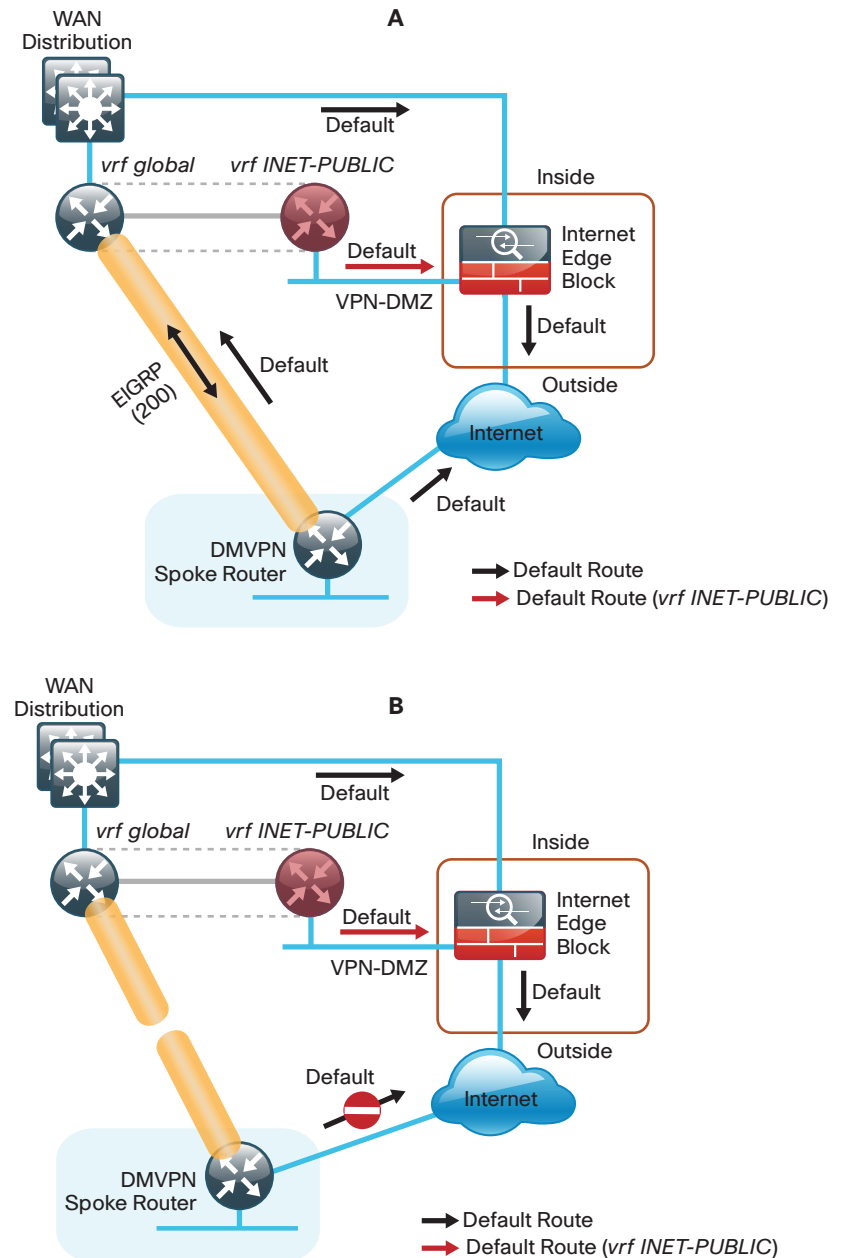 A
WAN
Distribution
Default
vrf global
vrf INET-PUBLIC
Inside
Internet
Edge
Block
Default
VPN-DMZ
Default
Default
EIGRP
(200)
Outside
Internet
Default
DMVPN
Spoke Router
Default Route
Default Route (vrf INET-PUBLIC)
B
WAN
Distribution
Default
vrf global
vrf INET-PUBLIC
Inside
Internet
Edge
Block
Default
VPN-DMZ
Default
Outside
Default
Internet
DMVPN
Spoke Router
Default Route
Default Route (vrf INET-PUBLIC)